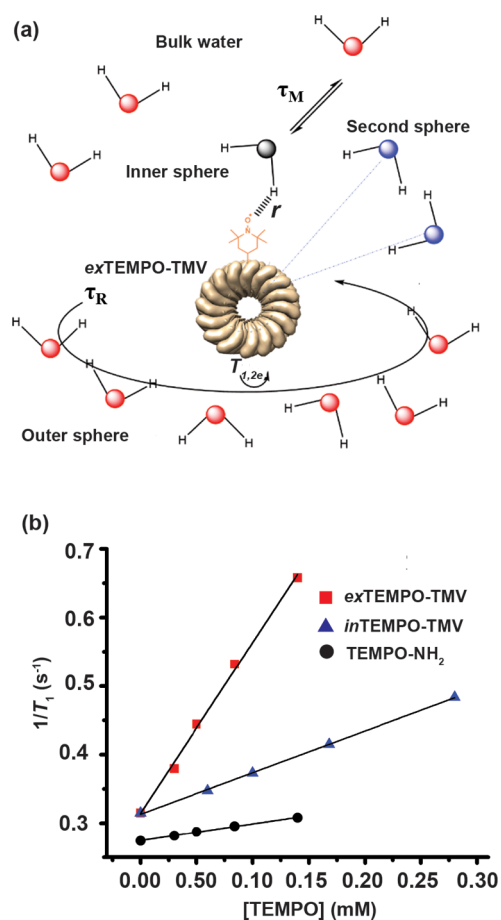 (a)
Bulk water
H
H
H
H
τM
H
H
Second sphere
H
Inner sphere
H
H
H
r
O•
N
H
H
exTEMPO-TMV
τR
H
H
H
H
H
H
T1,2e
H
H
H
H
H
H
Outer sphere
(b)
0.7
exTEMPO-TMV
0.6
inTEMPO-TMV
TEMPO-NH2
1/T1 (s-1)
0.5
0.4
0.3
0.00 0.50 0.10 0.15 0.20 0.25 0.30
[TEMPO] (mM)